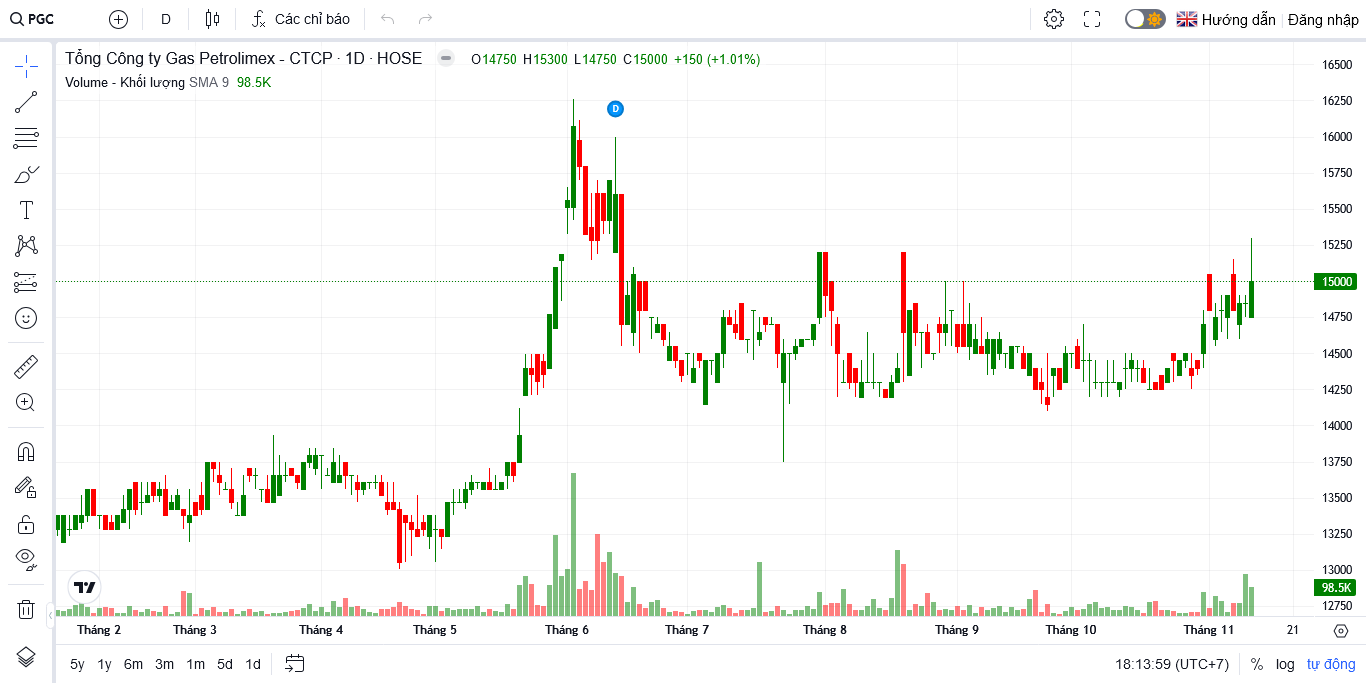 PGC D Các chỉ báo Hướng dẫn Đăng nhập
Tổng Công ty Gas Petrolimex - CTCP · 1D · HOSE O14750 H15300 L14750 C15000 +150 (+1.01%)
Volume - Khối lượng SMA 9 98.5K
D
16500
16250
16000
15750
15500
15250
15000
14750
14500
14250
14000
13750
13500
13250
13000
98.5K
12750
Tháng 2 Tháng 3 Tháng 4 Tháng 5 Tháng 6 Tháng 7 Tháng 8 Tháng 9 Tháng 10 Tháng 11 21
5y 1y 6m 3m 1m 5d 1d 18:13:59 (UTC+7) % log tự động